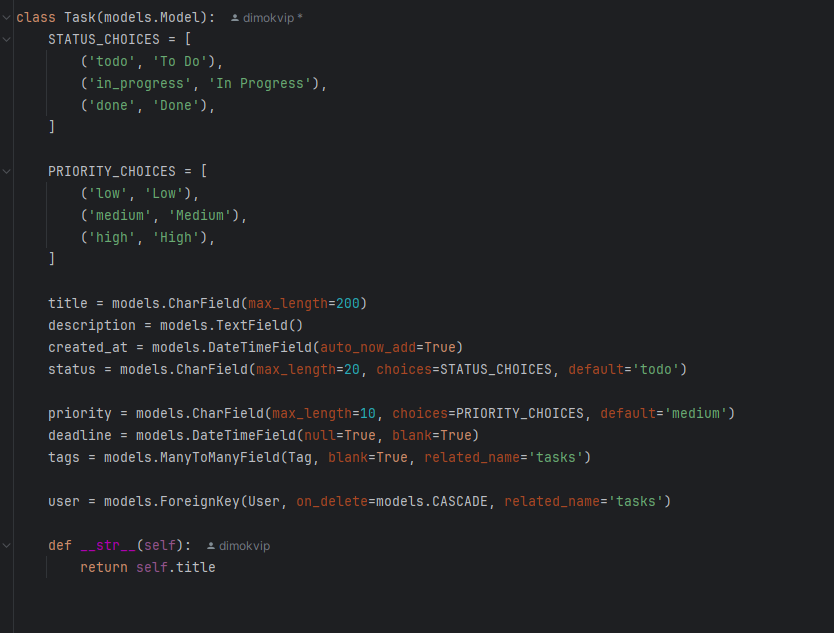 class Task(models.Model): dimokvip *
    STATUS_CHOICES = [
        ('todo', 'To Do'),
        ('in_progress', 'In Progress'),
        ('done', 'Done'),
    ]
    PRIORITY_CHOICES = [
        ('low', 'Low'),
        ('medium', 'Medium'),
        ('high', 'High'),
    ]
    title = models.CharField(max_length=200)
    description = models.TextField()
    created_at = models.DateTimeField(auto_now_add=True)
    status = models.CharField(max_length=20, choices=STATUS_CHOICES, default='todo')
    priority = models.CharField(max_length=10, choices=PRIORITY_CHOICES, default='medium')
    deadline = models.DateTimeField(null=True, blank=True)
    tags = models.ManyToManyField(Tag, blank=True, related_name='tasks')
    user = models.ForeignKey(User, on_delete=models.CASCADE, related_name='tasks')
    def __str__(self): dimokvip
        return self.title